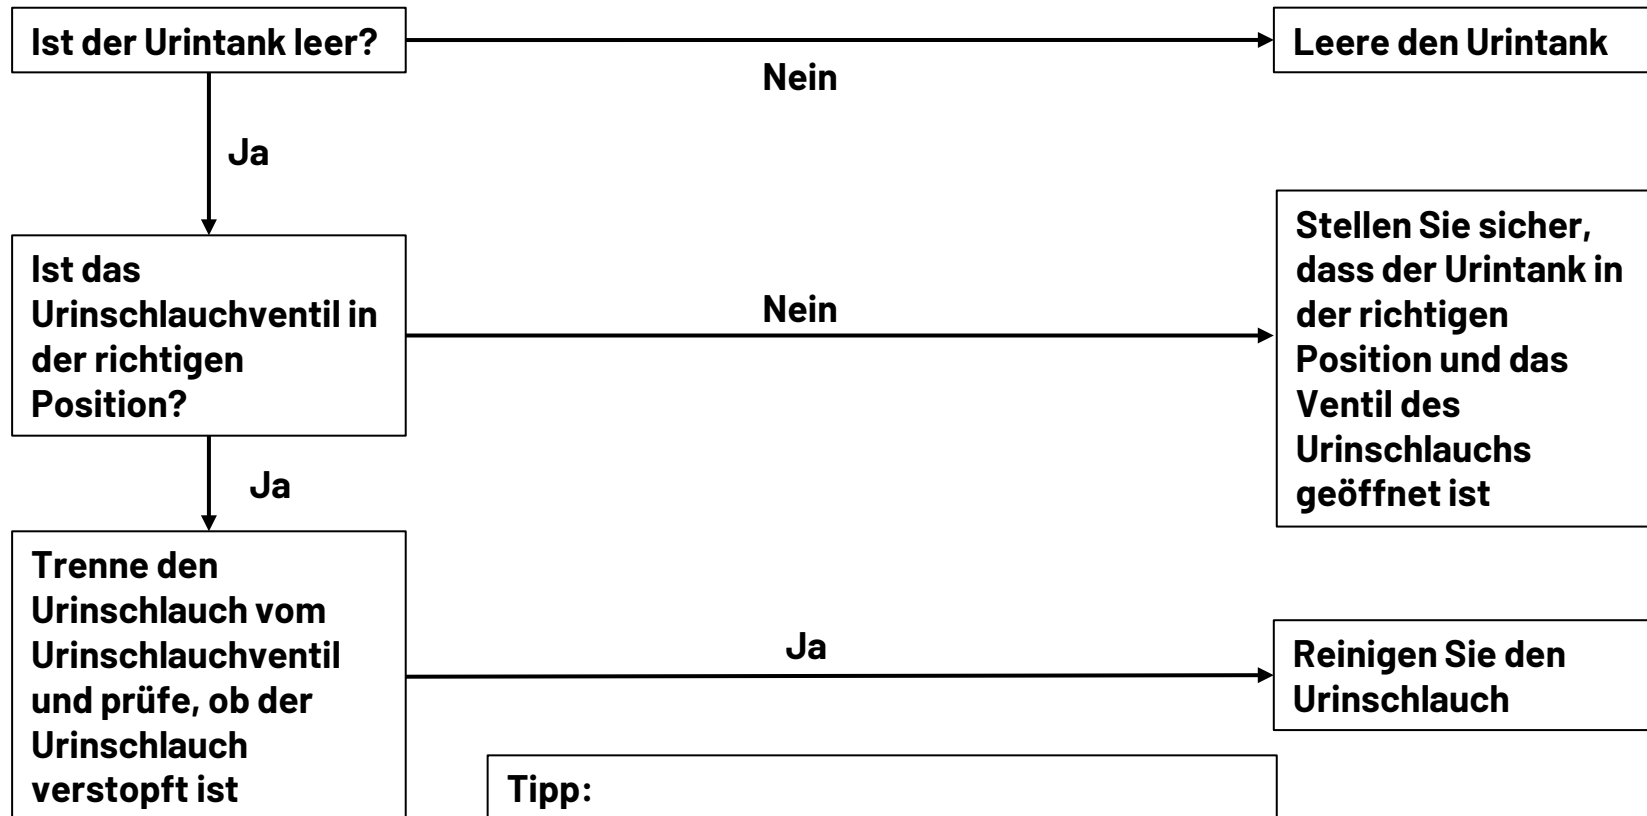 Ist der Urintank leer?
Nein
Leere den Urintank
Ja
Ist das
Urinschlauchventil in
der richtigen
Position?
Nein
Stellen Sie sicher,
dass der Urintank in
der richtigen
Position und das
Ventil des
Urinschlauchs
geöffnet ist
Ja
Trenne den
Urinschlauch vom
Urinschlauchventil
und prüfe, ob der
Urinschlauch
verstopft ist
Ja
Reinigen Sie den
Urinschlauch
Tipp: